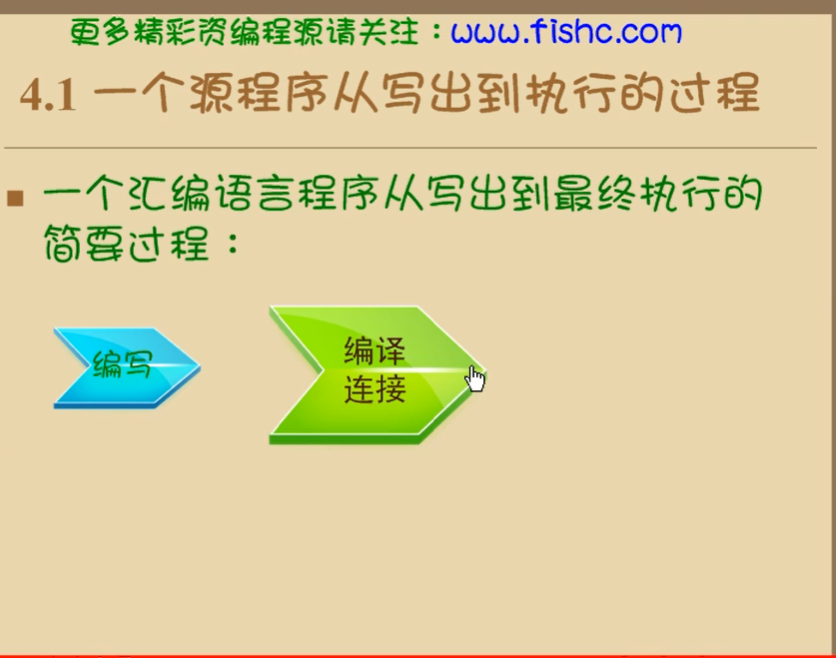 更多精彩资编程源请关注：www.fishc.com
4.1 一个源程序从写出到执行的过程
一个汇编语言程序从写出到最终执行的
简要过程：
编写
编译
连接